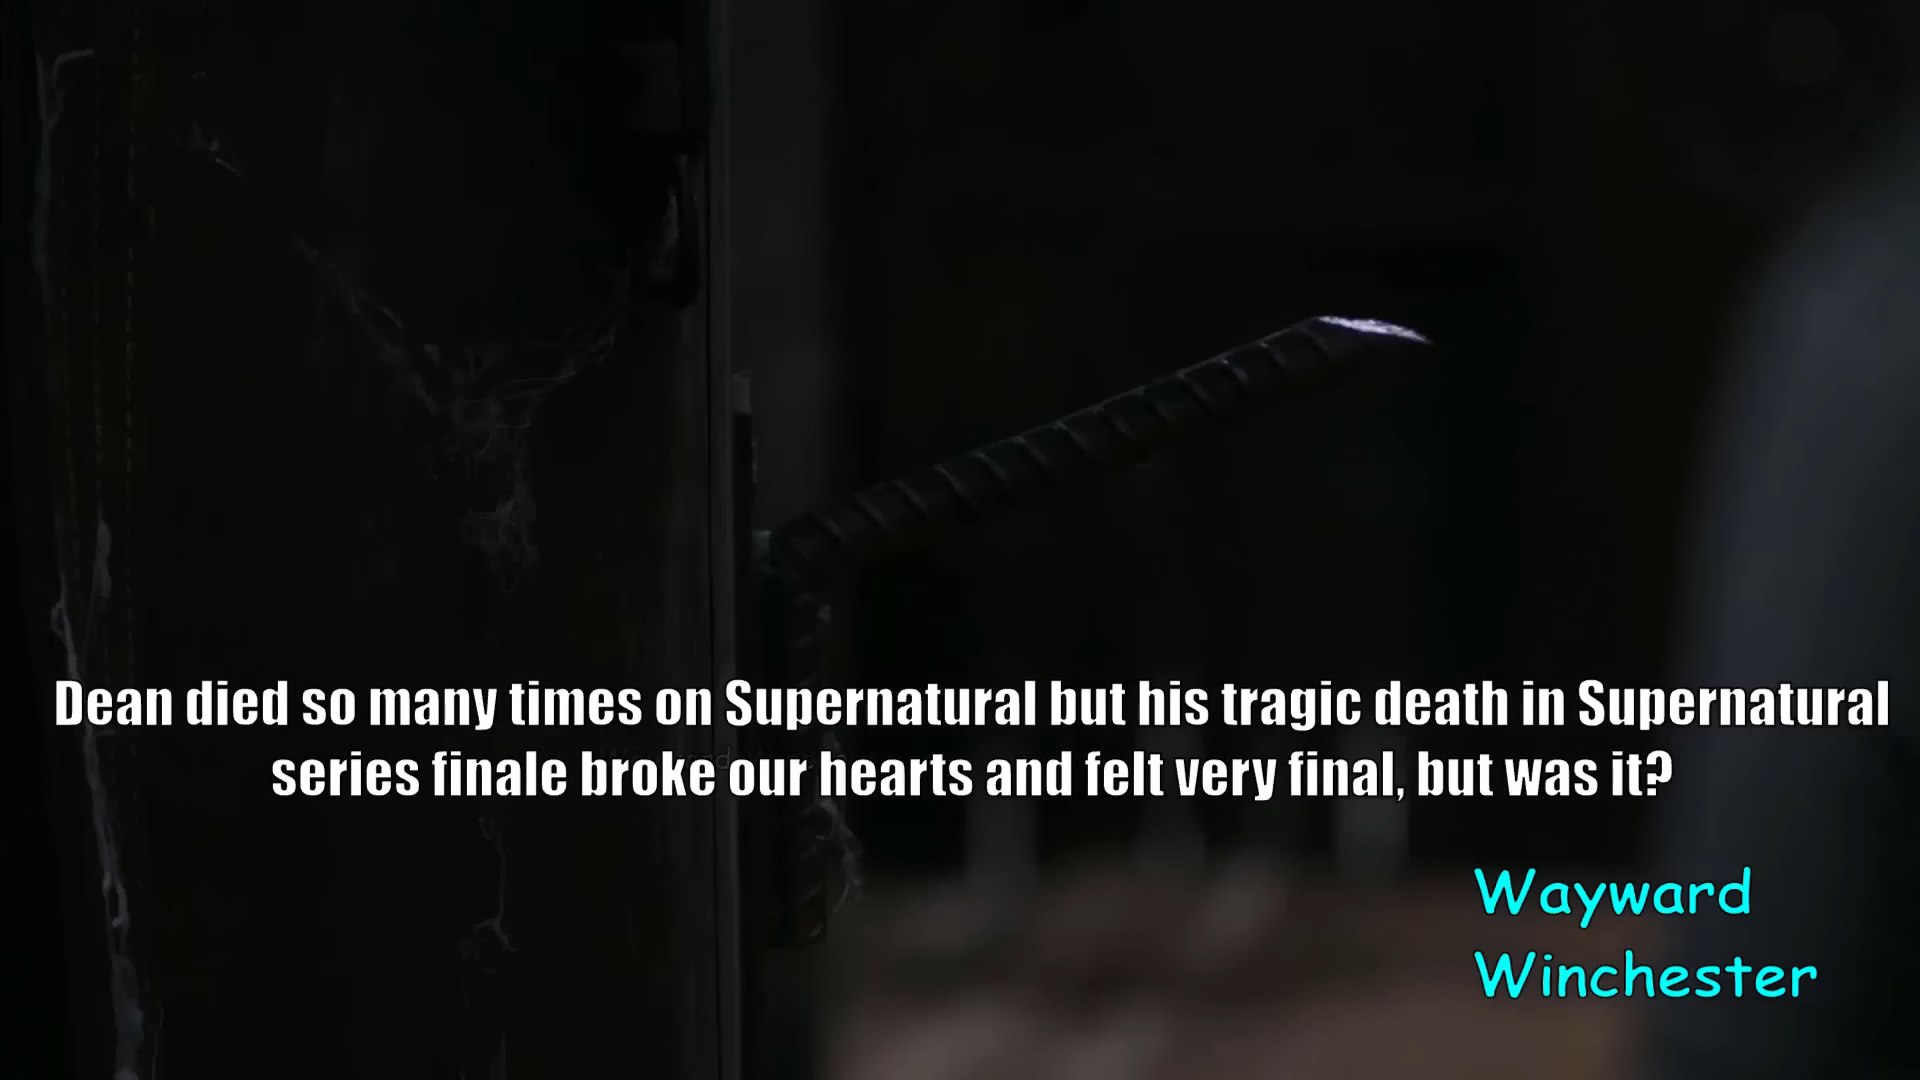 Dean died so many times on Supernatural but his tragic death in Supernatural
series finale broke our hearts and felt very final, but was it?
Wayward
Winchester